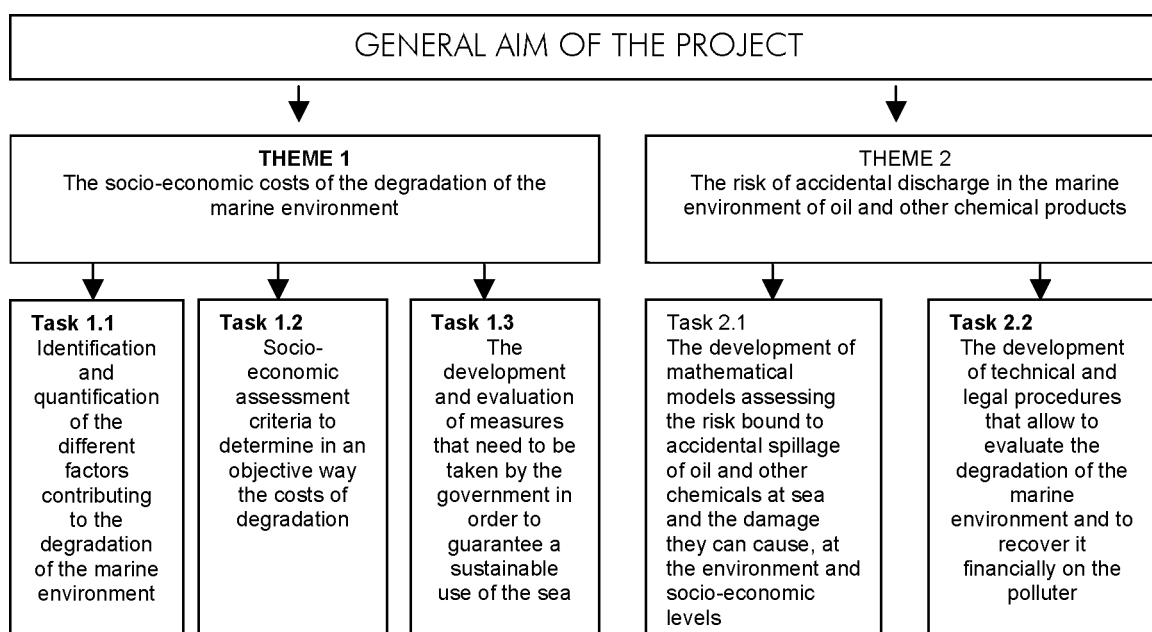 GENERAL AIM OF THE PROJECT
THEME 1
The socio-economic costs of the degradation of the
marine environment
THEME 2
The risk of accidental discharge in the marine
environment of oil and other chemical products
Task 1.1
Identification
and
quantification
of the
different
factors
contributing
to the
degradation
of the marine
environment
Task 1.2
Socio-
economic
assessment
criteria to
determine in an
objective way
the costs of
degradation
Task 1.3
The
development
and evaluation
of measures
that need to be
taken by the
government in
order to
guarantee a
sustainable
use of the sea
Task 2.1
The development of
mathematical
models assessing
the risk bound to
accidental spillage
of oil and other
chemicals at sea
and the damage
they can cause, at
the environment and
socio-economic
levels
Task 2.2
The development
of technical and
legal procedures
that allow to
evaluate the
degradation of the
marine
environment and to
recover it
financially on the
polluter